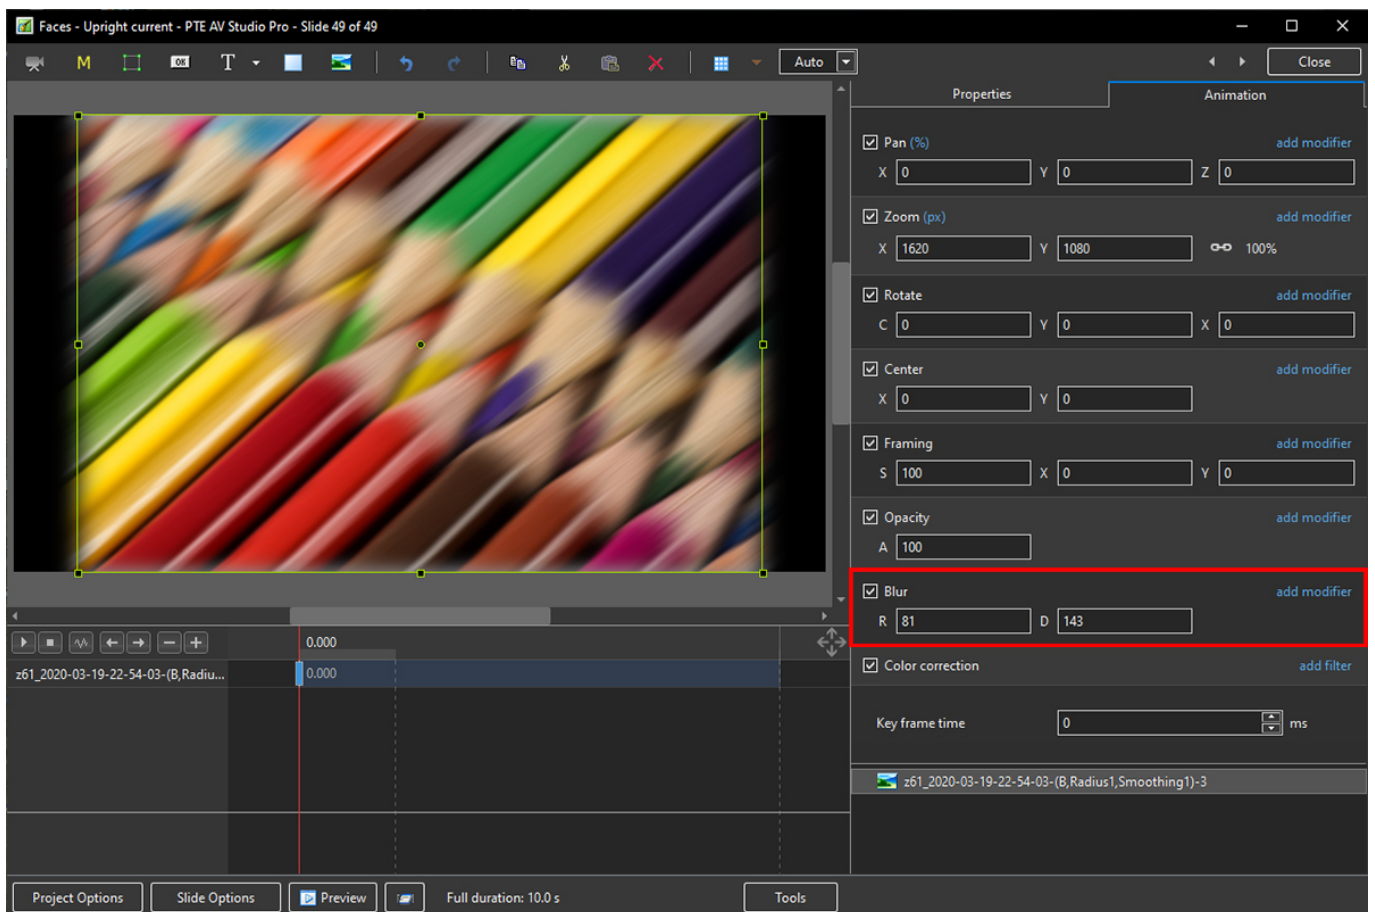 Faces - Upright current - PTE AV Studio Pro - Slide 49 of 49
M OK T Auto Close
Properties Animation
Pan (%) add modifier
X 0 Y 0 Z 0
Zoom (px) add modifier
X 1620 Y 1080 100%
Rotate add modifier
C 0 Y 0 X 0
Center add modifier
X 0 Y 0
Framing add modifier
S 100 X 0 Y 0
Opacity add modifier
A 100
Blur add modifier
R 81 D 143
Color correction add filter
Key frame time 0 ms
z61_2020-03-19-22-54-03-(B,Radius1,Smoothing1)-3
0.000
z61_2020-03-19-22-54-03-(B,Radiu... 0.000
Project Options Slide Options Preview Full duration: 10.0 s Tools